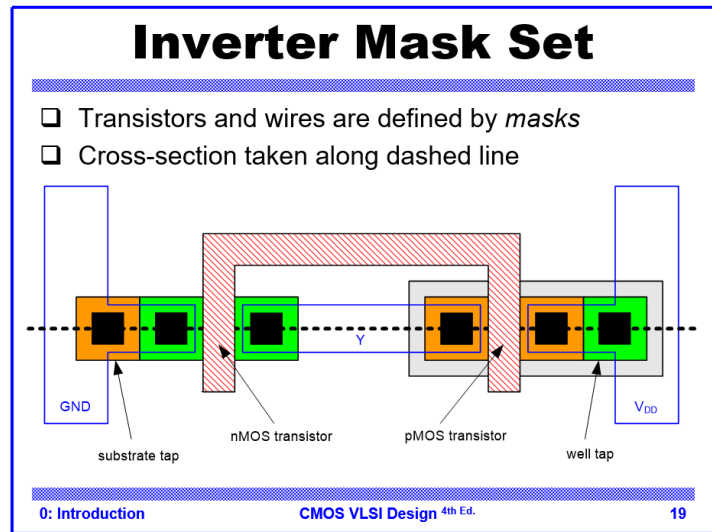 Inverter Mask Set
❑ Transistors and wires are defined by masks
❑ Cross-section taken along dashed line
Y
GND
V_DD
substrate tap
nMOS transistor
pMOS transistor
well tap
0: Introduction
CMOS VLSI Design 4th Ed.
19